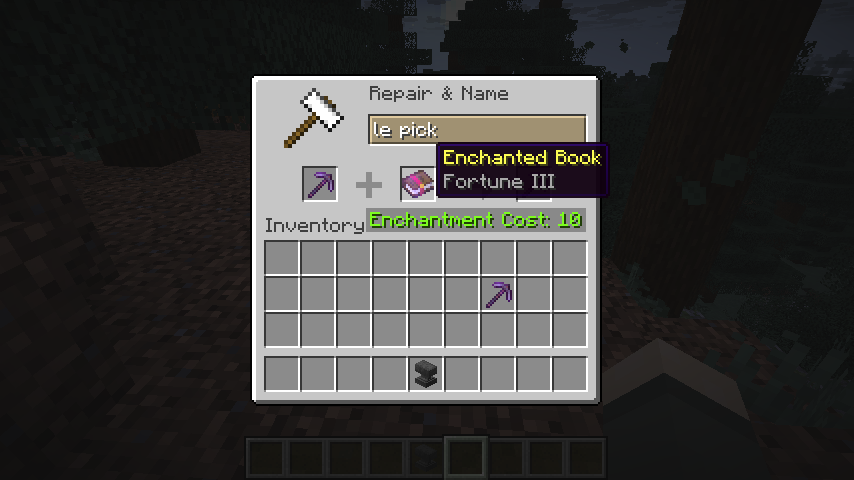 Repair & Name
le pick
Enchanted Book
Fortune III
Enchantment Cost: 10
Inventory